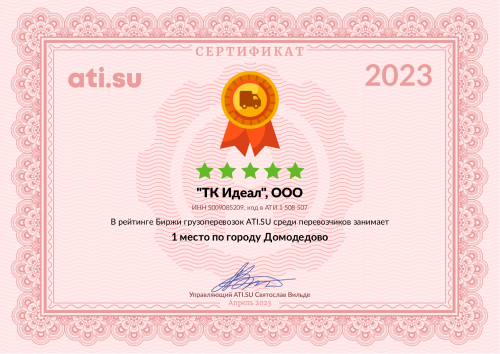 СЕРТИФИКАТ
ati.su
2023
"ТК Идеал", ООО
ИНН 5009085209, код в АТИ 1 508 507
В рейтинге Биржи грузоперевозок ATI.SU среди перевозчиков занимает
1 место по городу Домодедово
Управляющий ATI.SU Святослав Вильде
Апрель 2023